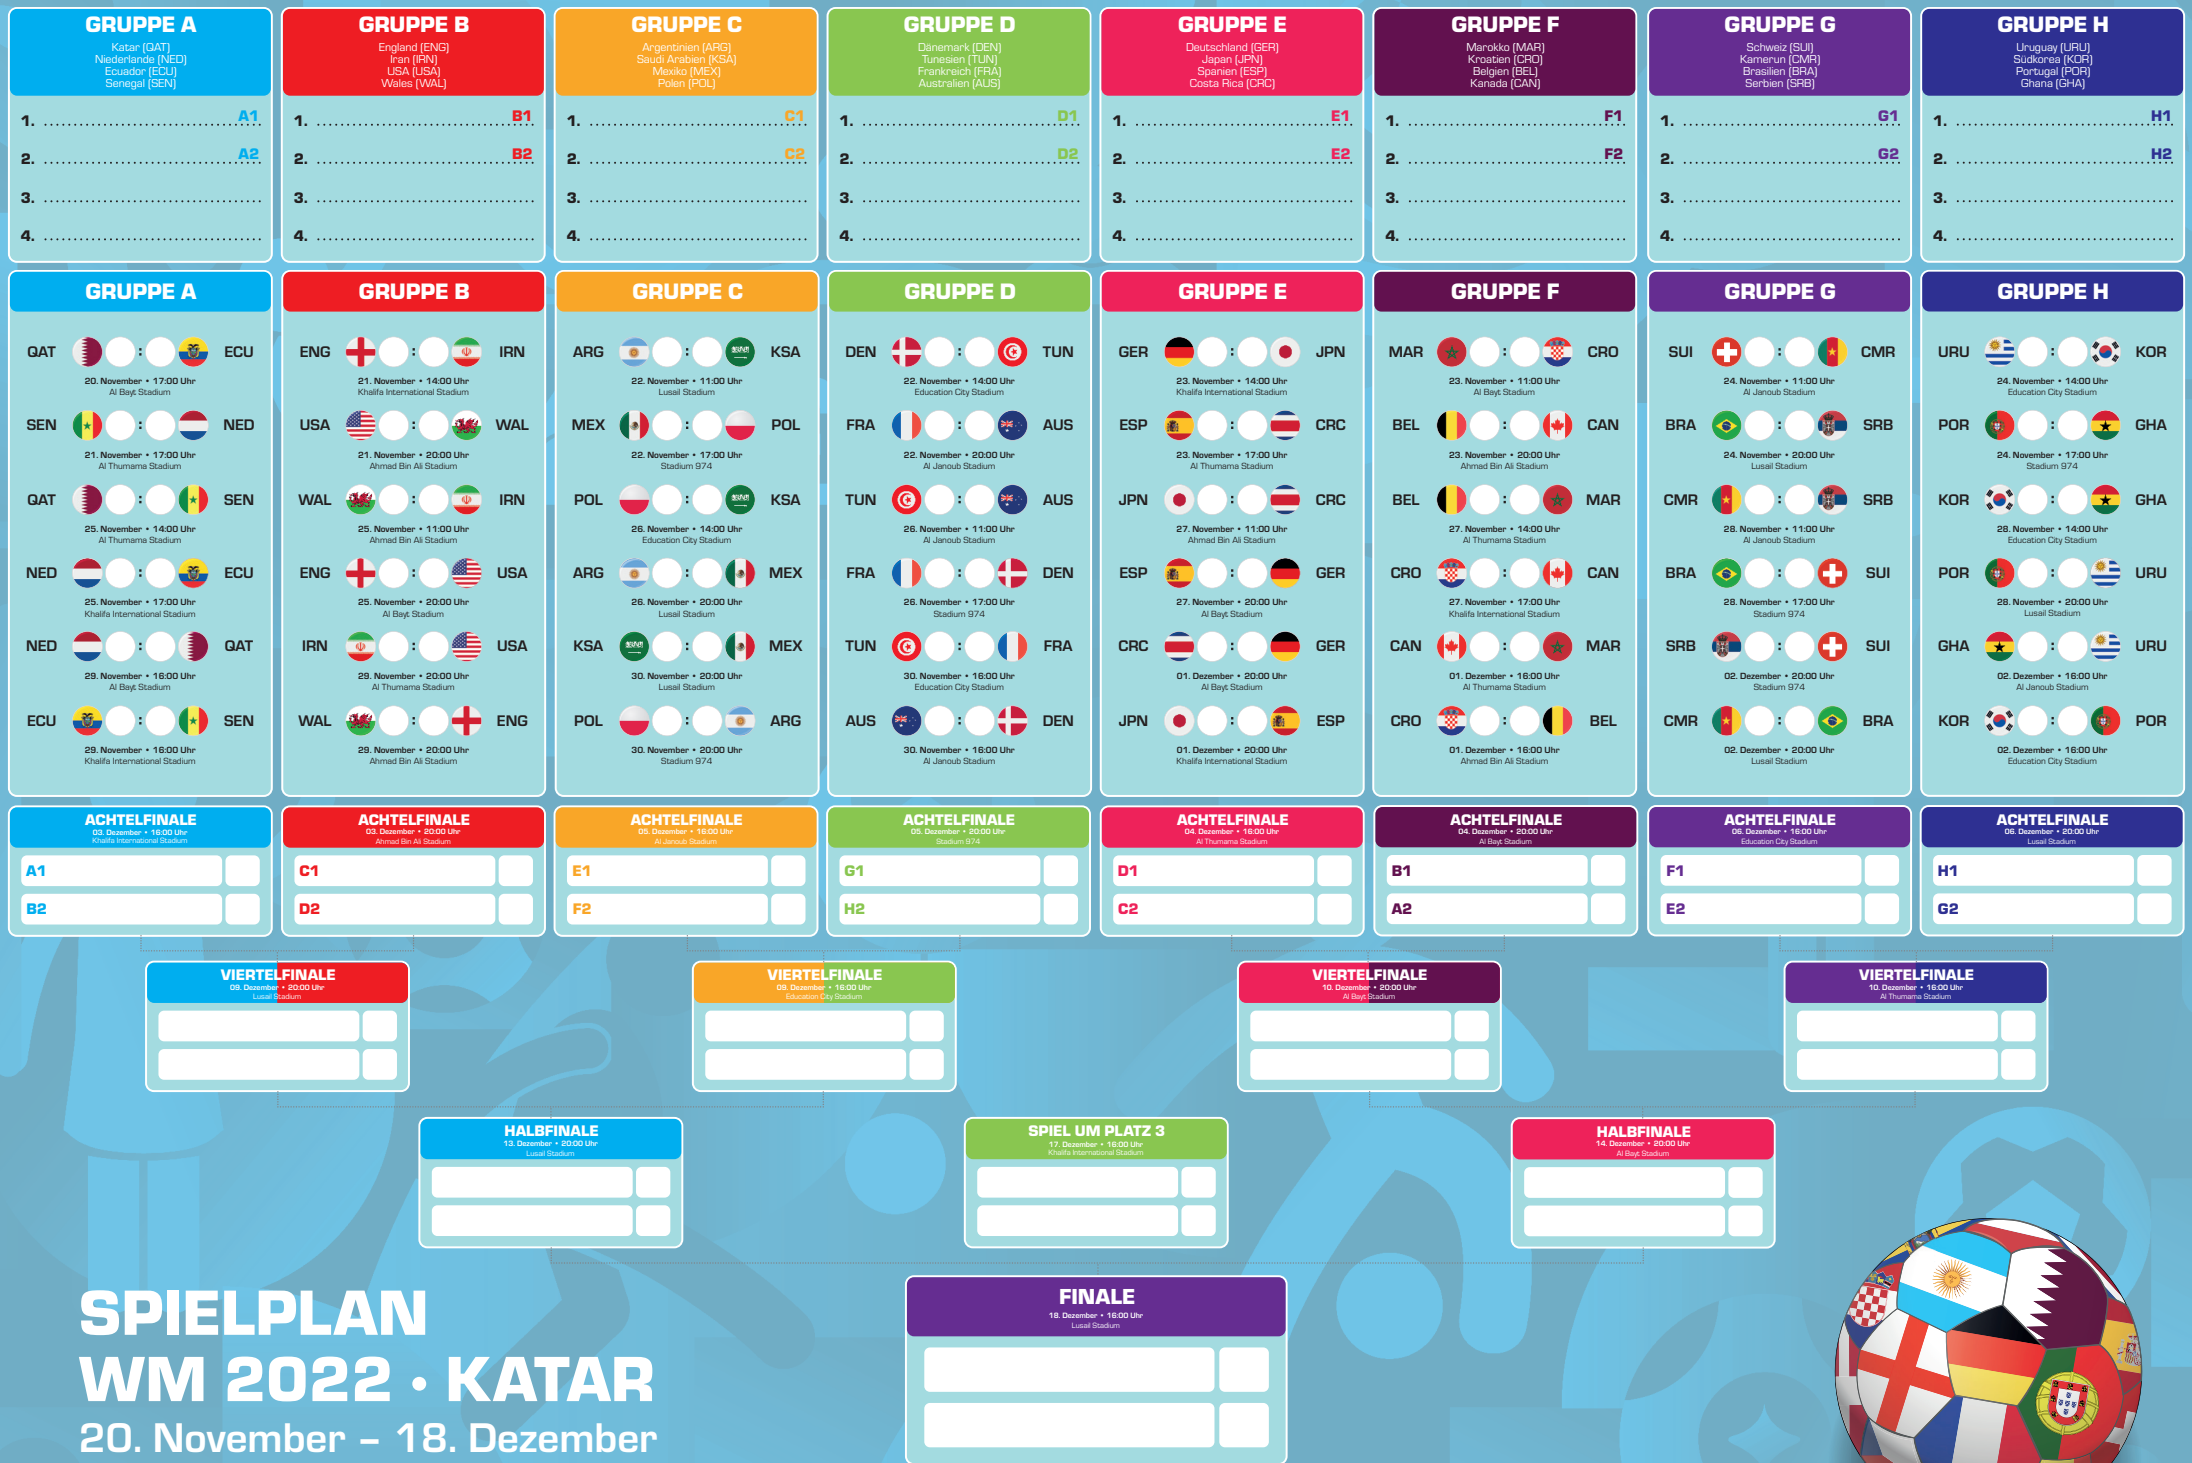 GRUPPE A
Katar (QAT)
Niederlande (NED)
Ecuador (ECU)
Senegal (SEN)
1. A1
2. A2
3.
4.
GRUPPE B
England (ENG)
Iran (IRN)
USA (USA)
Wales (WAL)
1. B1
2. B2
3.
4.
GRUPPE C
Argentinien (ARG)
Saudi Arabien (KSA)
Mexiko (MEX)
Polen (POL)
1. C1
2. C2
3.
4.
GRUPPE D
Dänemark (DEN)
Tunesien (TUN)
Frankreich (FRA)
Australien (AUS)
1. D1
2. D2
3.
4.
GRUPPE E
Deutschland (GER)
Japan (JPN)
Spanien (ESP)
Costa Rica (CRC)
1. E1
2. E2
3.
4.
GRUPPE F
Marokko (MAR)
Kroatien (CRO)
Belgien (BEL)
Kanada (CAN)
1. F1
2. F2
3.
4.
GRUPPE G
Schweiz (SUI)
Kamerun (CMR)
Brasilien (BRA)
Serbien (SRB)
1. G1
2. G2
3.
4.
GRUPPE H
Uruguay (URU)
Südkorea (KOR)
Portugal (POR)
Ghana (GHA)
1. H1
2. H2
3.
4.
GRUPPE A
QAT : ECU
20. November • 17:00 Uhr
Al Bayt Stadium
SEN : NED
21. November • 17:00 Uhr
Al Thumama Stadium
QAT : SEN
25. November • 14:00 Uhr
Al Thumama Stadium
NED : ECU
25. November • 17:00 Uhr
Khalifa International Stadium
NED : QAT
29. November • 16:00 Uhr
Al Bayt Stadium
ECU : SEN
29. November • 16:00 Uhr
Khalifa International Stadium
GRUPPE B
ENG : IRN
21. November • 14:00 Uhr
Khalifa International Stadium
USA : WAL
21. November • 20:00 Uhr
Ahmad Bin Ali Stadium
WAL : IRN
25. November • 11:00 Uhr
Ahmad Bin Ali Stadium
ENG : USA
25. November • 20:00 Uhr
Al Bayt Stadium
IRN : USA
29. November • 20:00 Uhr
Al Thumama Stadium
WAL : ENG
29. November • 20:00 Uhr
Ahmad Bin Ali Stadium
GRUPPE C
ARG : KSA
22. November • 11:00 Uhr
Lusail Stadium
MEX : POL
22. November • 17:00 Uhr
Stadium 974
POL : KSA
26. November • 14:00 Uhr
Education City Stadium
ARG : MEX
26. November • 20:00 Uhr
Lusail Stadium
KSA : MEX
30. November • 20:00 Uhr
Lusail Stadium
POL : ARG
30. November • 20:00 Uhr
Stadium 974
GRUPPE D
DEN : TUN
22. November • 14:00 Uhr
Education City Stadium
FRA : AUS
22. November • 20:00 Uhr
Al Janoub Stadium
TUN : AUS
26. November • 11:00 Uhr
Al Janoub Stadium
FRA : DEN
26. November • 17:00 Uhr
Stadium 974
TUN : FRA
30. November • 16:00 Uhr
Education City Stadium
AUS : DEN
30. November • 16:00 Uhr
Al Janoub Stadium
GRUPPE E
GER : JPN
23. November • 14:00 Uhr
Khalifa International Stadium
ESP : CRC
23. November • 17:00 Uhr
Al Thumama Stadium
JPN : CRC
27. November • 11:00 Uhr
Ahmad Bin Ali Stadium
ESP : GER
27. November • 20:00 Uhr
Al Bayt Stadium
CRC : GER
01. Dezember • 20:00 Uhr
Al Bayt Stadium
JPN : ESP
01. Dezember • 20:00 Uhr
Khalifa International Stadium
GRUPPE F
MAR : CRO
23. November • 11:00 Uhr
Al Bayt Stadium
BEL : CAN
23. November • 20:00 Uhr
Ahmad Bin Ali Stadium
BEL : MAR
27. November • 14:00 Uhr
Al Thumama Stadium
CRO : CAN
27. November • 17:00 Uhr
Khalifa International Stadium
CAN : MAR
01. Dezember • 16:00 Uhr
Al Thumama Stadium
CRO : BEL
01. Dezember • 16:00 Uhr
Ahmad Bin Ali Stadium
GRUPPE G
SUI : CMR
24. November • 11:00 Uhr
Al Janoub Stadium
BRA : SRB
24. November • 20:00 Uhr
Lusail Stadium
CMR : SRB
28. November • 11:00 Uhr
Al Janoub Stadium
BRA : SUI
28. November • 17:00 Uhr
Stadium 974
SRB : SUI
02. Dezember • 20:00 Uhr
Stadium 974
CMR : BRA
02. Dezember • 20:00 Uhr
Lusail Stadium
GRUPPE H
URU : KOR
24. November • 14:00 Uhr
Education City Stadium
POR : GHA
24. November • 17:00 Uhr
Stadium 974
KOR : GHA
28. November • 14:00 Uhr
Education City Stadium
POR : URU
28. November • 20:00 Uhr
Lusail Stadium
GHA : URU
02. Dezember • 16:00 Uhr
Al Janoub Stadium
KOR : POR
02. Dezember • 16:00 Uhr
Education City Stadium
ACHTELFINALE
03. Dezember • 16:00 Uhr
Khalifa International Stadium
A1
B2
ACHTELFINALE
03. Dezember • 20:00 Uhr
Ahmad Bin Ali Stadium
C1
D2
ACHTELFINALE
05. Dezember • 16:00 Uhr
Al Janoub Stadium
E1
F2
ACHTELFINALE
05. Dezember • 20:00 Uhr
Stadium 974
G1
H2
ACHTELFINALE
04. Dezember • 16:00 Uhr
Al Thumama Stadium
D1
C2
ACHTELFINALE
04. Dezember • 20:00 Uhr
Al Bayt Stadium
B1
A2
ACHTELFINALE
06. Dezember • 16:00 Uhr
Education City Stadium
F1
E2
ACHTELFINALE
06. Dezember • 20:00 Uhr
Lusail Stadium
H1
G2
VIERTELFINALE
09. Dezember • 20:00 Uhr
Lusail Stadium
VIERTELFINALE
09. Dezember • 16:00 Uhr
Education City Stadium
VIERTELFINALE
10. Dezember • 20:00 Uhr
Al Bayt Stadium
VIERTELFINALE
10. Dezember • 16:00 Uhr
Al Thumama Stadium
HALBFINALE
13. Dezember • 20:00 Uhr
Lusail Stadium
SPIEL UM PLATZ 3
17. Dezember • 16:00 Uhr
Khalifa International Stadium
HALBFINALE
14. Dezember • 20:00 Uhr
Al Bayt Stadium
FINALE
18. Dezember • 16:00 Uhr
Lusail Stadium
SPIELPLAN
WM 2022 • KATAR
20. November – 18. Dezember